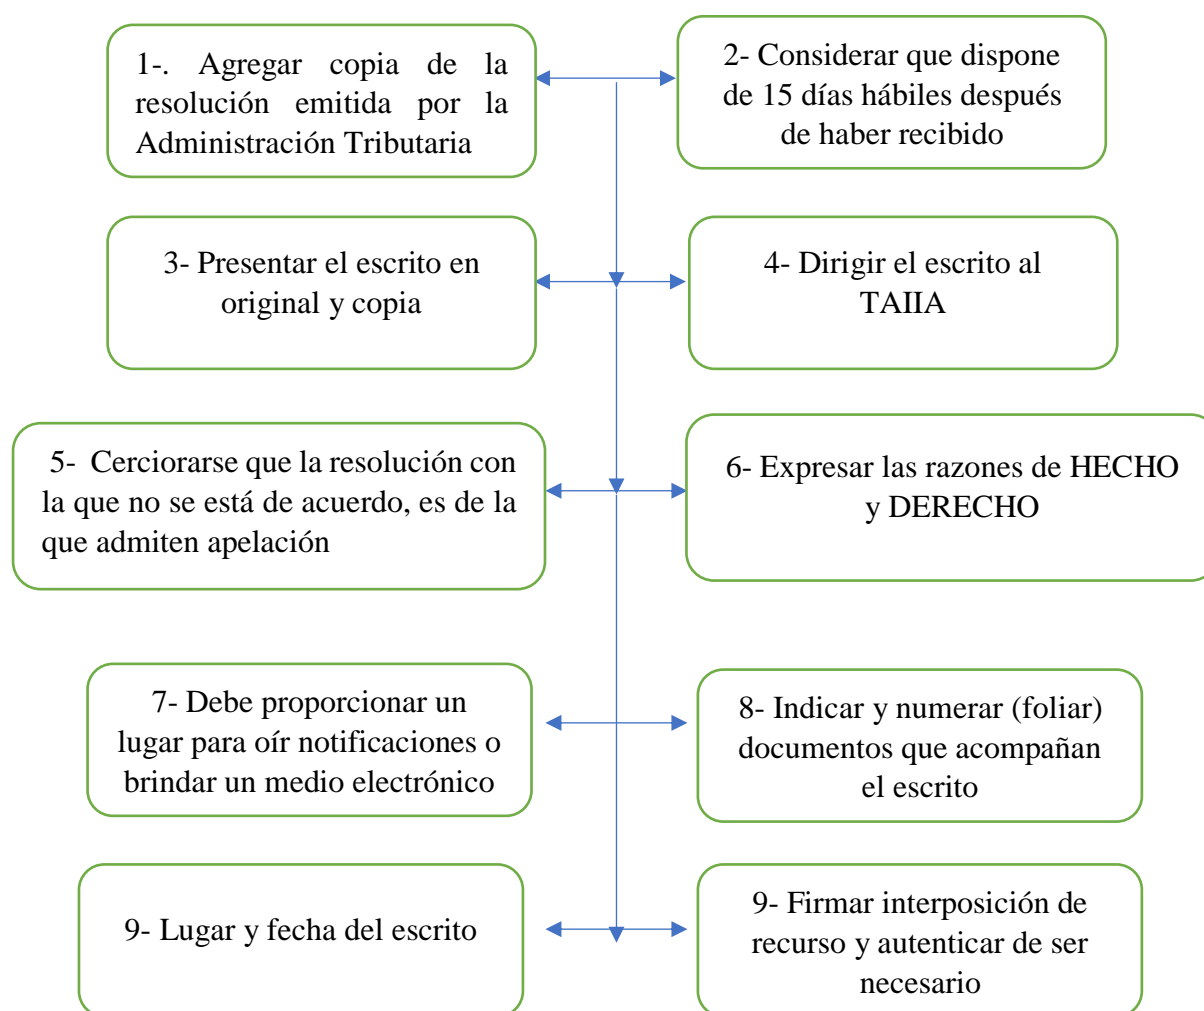 1-. Agregar copia de la
resolución emitida por la
Administración Tributaria
2- Considerar que dispone
de 15 días hábiles después
de haber recibido
3- Presentar el escrito en
original y copia
4- Dirigir el escrito al
TAIIA
5- Cerciorarse que la resolución con
la que no se está de acuerdo, es de la
que admiten apelación
6- Expresar las razones de HECHO
y DERECHO
7- Debe proporcionar un
lugar para oír notificaciones o
brindar un medio electrónico
8- Indicar y numerar (foliar)
documentos que acompañan
el escrito
9- Lugar y fecha del escrito
9- Firmar interposición de
recurso y autenticar de ser
necesario